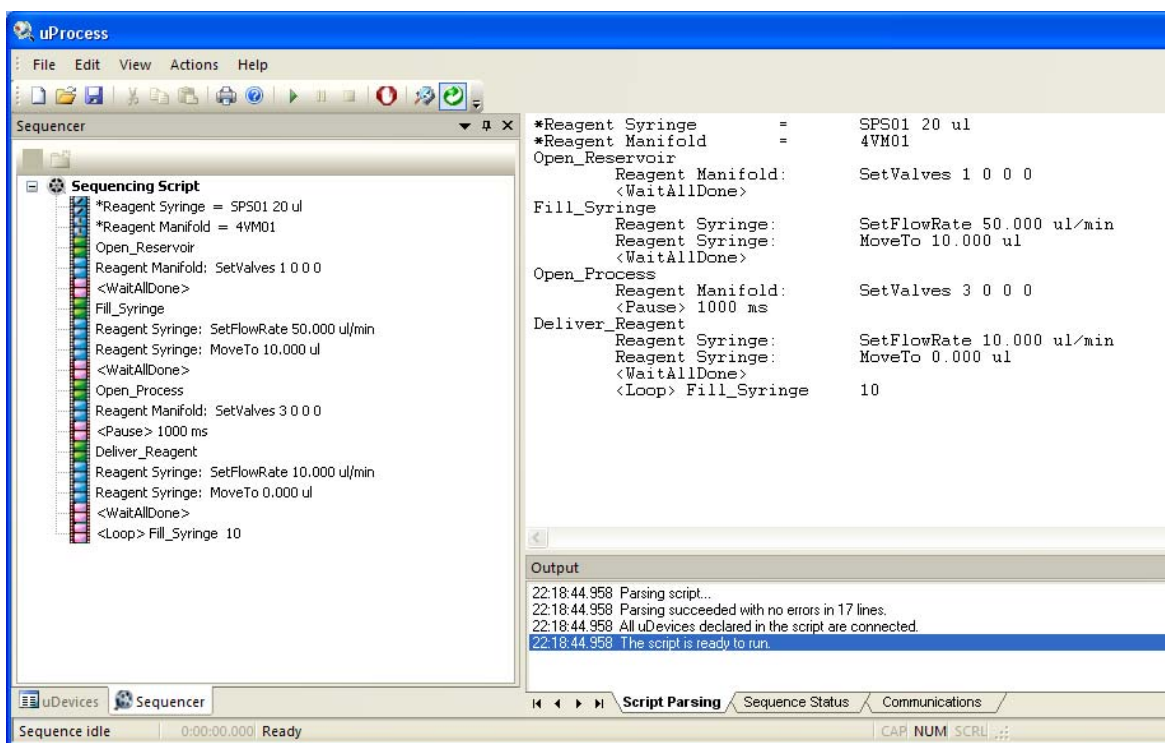 uProcess
File Edit View Actions Help
Sequencer
Sequencing Script
*Reagent Syringe = SPS01 20 ul
*Reagent Manifold = 4VM01
Open_Reservoir
Reagent Manifold: SetValves 1 0 0 0
<WaitAllDone>
Fill_Syringe
Reagent Syringe: SetFlowRate 50.000 ul/min
Reagent Syringe: MoveTo 10.000 ul
<WaitAllDone>
Open_Process
Reagent Manifold: SetValves 3 0 0 0
<Pause> 1000 ms
Deliver_Reagent
Reagent Syringe: SetFlowRate 10.000 ul/min
Reagent Syringe: MoveTo 0.000 ul
<WaitAllDone>
<Loop> Fill_Syringe 10
uDevices Sequencer
*Reagent Syringe = SPS01 20 ul
*Reagent Manifold = 4VM01
Open_Reservoir
Reagent Manifold: SetValves 1 0 0 0
<WaitAllDone>
Fill_Syringe
Reagent Syringe: SetFlowRate 50.000 ul/min
Reagent Syringe: MoveTo 10.000 ul
<WaitAllDone>
Open_Process
Reagent Manifold: SetValves 3 0 0 0
<Pause> 1000 ms
Deliver_Reagent
Reagent Syringe: SetFlowRate 10.000 ul/min
Reagent Syringe: MoveTo 0.000 ul
<WaitAllDone>
<Loop> Fill_Syringe 10
Output
22:18:44.958 Parsing script...
22:18:44.958 Parsing succeeded with no errors in 17 lines.
22:18:44.958 All uDevices declared in the script are connected.
22:18:44.958 The script is ready to run.
Script Parsing Sequence Status Communications
Sequence idle 0:00:00.000 Ready CAP NUM SCRL